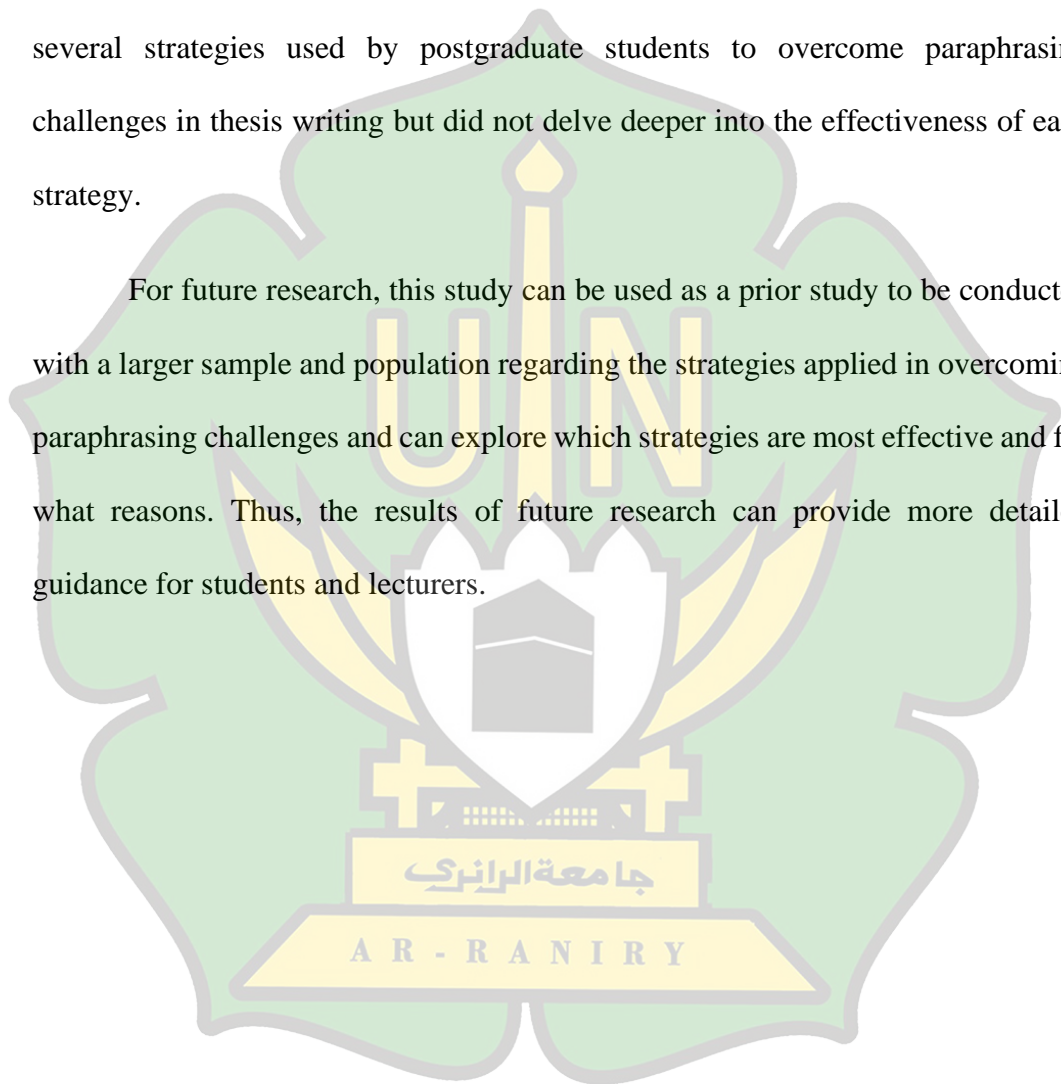 several strategies used by postgraduate students to overcome paraphrasin
challenges in thesis writing but did not delve deeper into the effectiveness of ea
strategy.
For future research, this study can be used as a prior study to be conduct
with a larger sample and population regarding the strategies applied in overcomin
paraphrasing challenges and can explore which strategies are most effective and f
what reasons. Thus, the results of future research can provide more detail
guidance for students and lecturers.
UIN
جامعة الرانري
AR-RANIRY